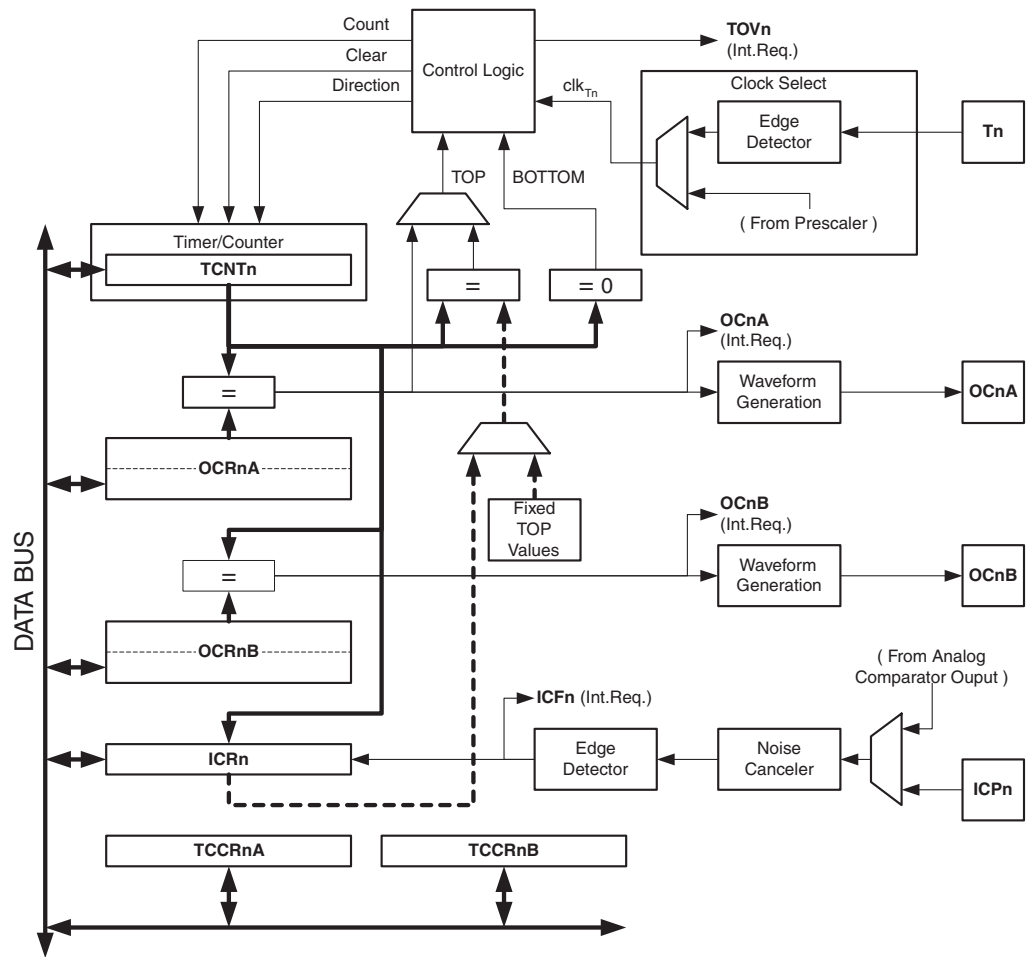 Count
Clear
Direction
Control Logic
TOVn
(Int.Req.)
clkTn
Clock Select
Edge
Detector
Tn
( From Prescaler )
TOP
BOTTOM
Timer/Counter
TCNTn
=
= 0
OCnA
(Int.Req.)
=
Waveform
Generation
OCnA
OCRnA
Fixed
TOP
Values
OCnB
(Int.Req.)
=
Waveform
Generation
OCnB
DATA BUS
OCRnB
( From Analog
Comparator Ouput )
ICFn (Int.Req.)
ICRn
Edge
Detector
Noise
Canceler
ICPn
TCCRnA
TCCRnB